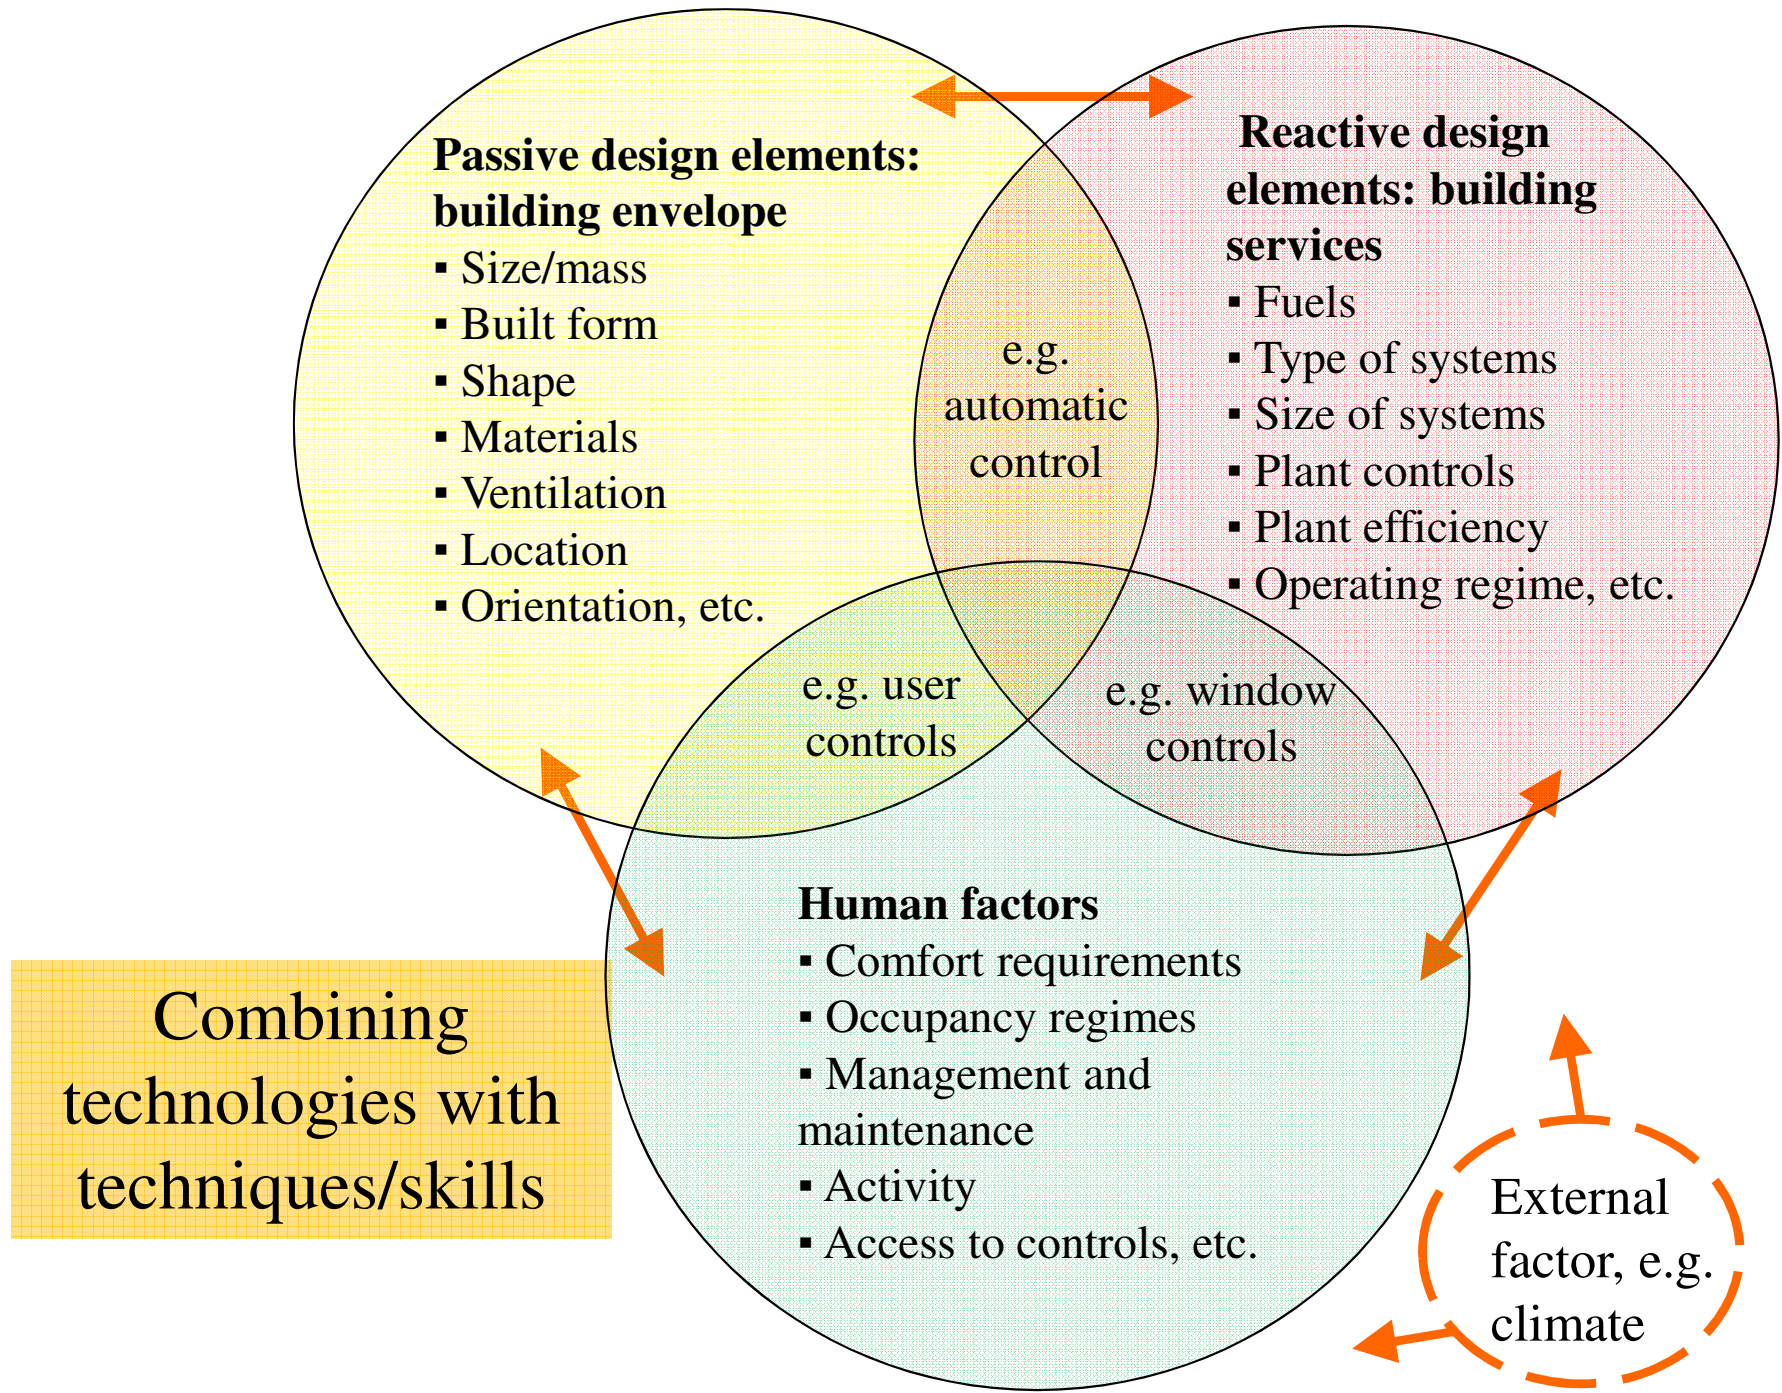 Passive design elements:
building envelope
▪ Size/mass
▪ Built form
▪ Shape
▪ Materials
▪ Ventilation
▪ Location
▪ Orientation, etc.
Reactive design
elements: building
services
▪ Fuels
▪ Type of systems
▪ Size of systems
▪ Plant controls
▪ Plant efficiency
▪ Operating regime, etc.
e.g.
automatic
control
e.g. user
controls
e.g. window
controls
Human factors
▪ Comfort requirements
▪ Occupancy regimes
▪ Management and
maintenance
▪ Activity
▪ Access to controls, etc.
Combining
technologies with
techniques/skills
External
factor, e.g.
climate